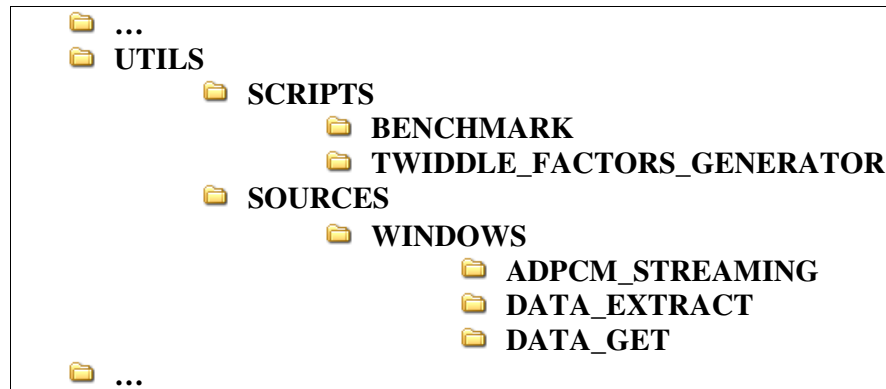 ...
UTILS
SCRIPTS
BENCHMARK
TWIDDLE_FACTORS_GENERATOR
SOURCES
WINDOWS
ADPCM_STREAMING
DATA_EXTRACT
DATA_GET
...